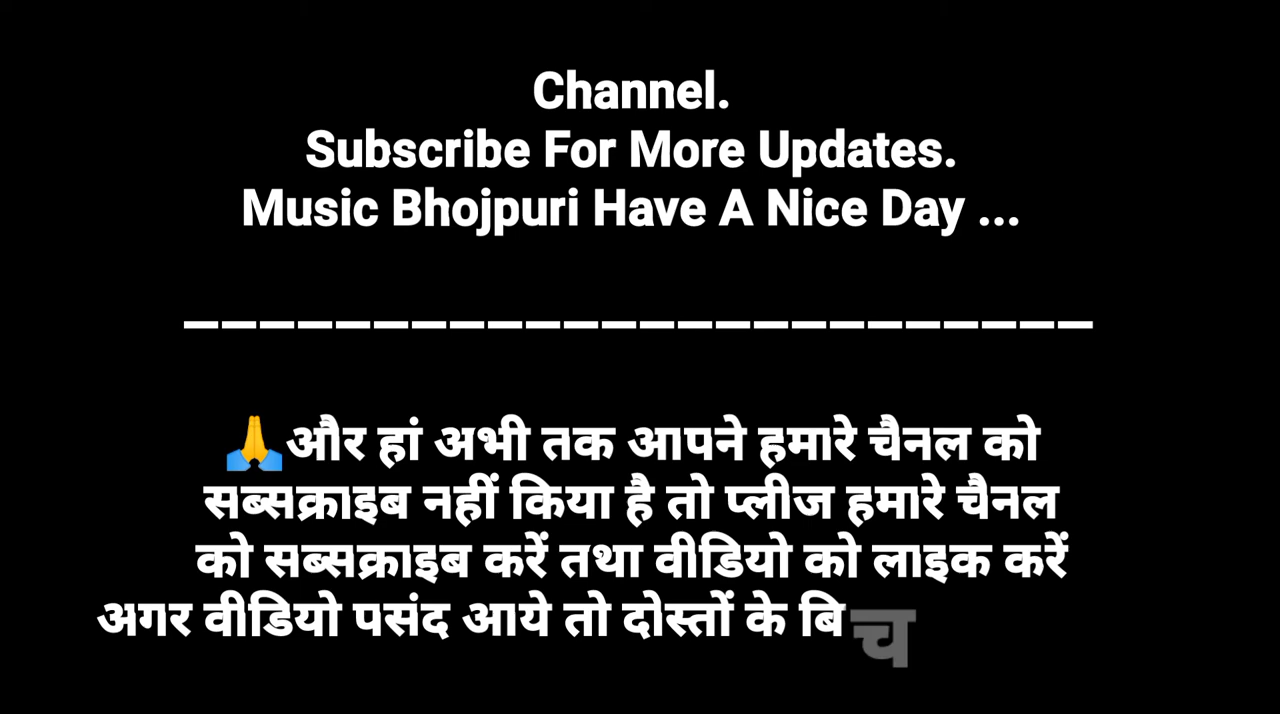 Channel.
Subscribe For More Updates.
Music Bhojpuri Have A Nice Day ...
________________________
🙏और हां अभी तक आपने हमारे चैनल को
सब्सक्राइब नहीं किया है तो प्लीज हमारे चैनल
को सब्सक्राइब करें तथा वीडियो को लाइक करें
अगर वीडियो पसंद आये तो दोस्तों के बिच